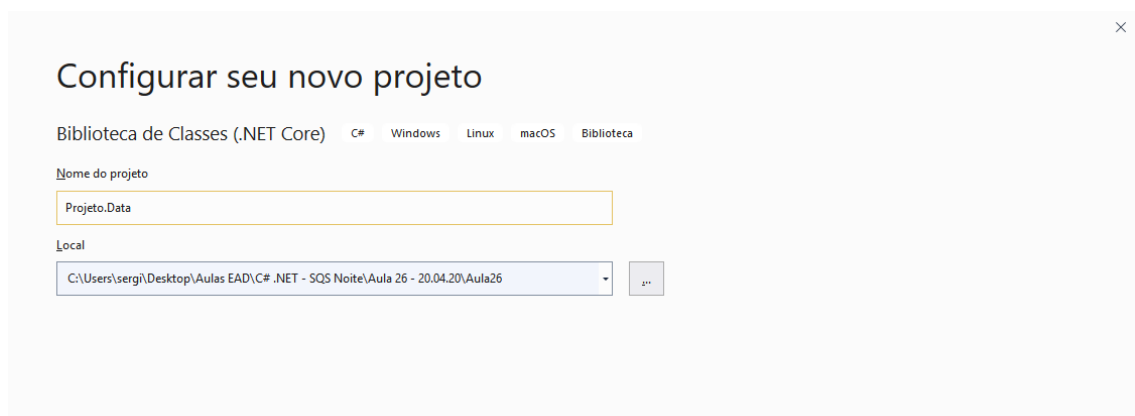 Configurar seu novo projeto
Biblioteca de Classes (.NET Core) C# Windows Linux macOS Biblioteca
Nome do projeto
Projeto.Data
Local
C:\Users\sergi\Desktop\Aulas EAD\C# .NET - SQS Noite\Aula 26 - 20.04.20\Aula26
...